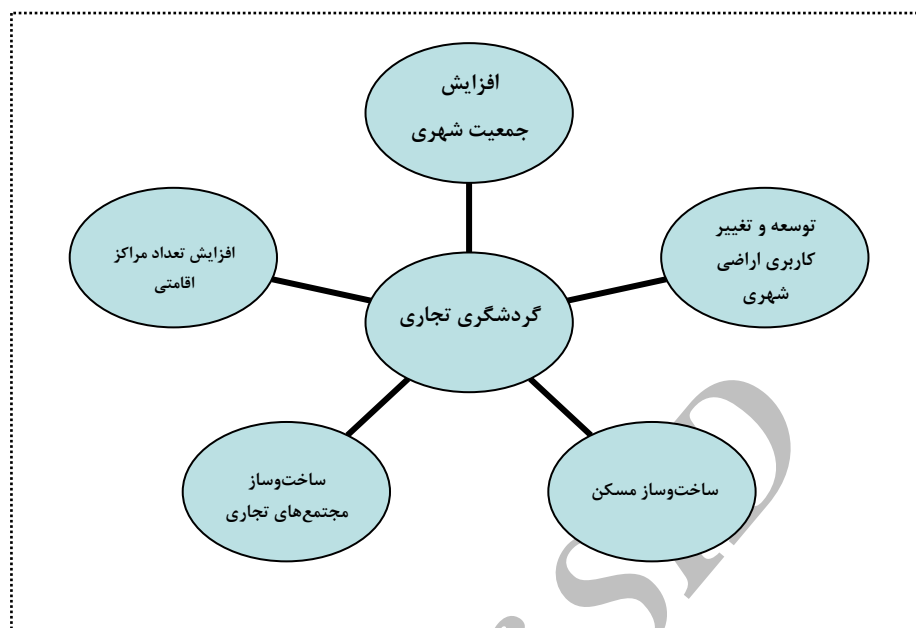 افزایش
جمعیت شهری
توسعه و تغییر
کاربری اراضی
شهری
افزایش تعداد مراکز
اقامتی
گردشگری تجاری
ساخت‌وساز
مجتمع‌های تجاری
ساخت‌وساز مسکن
SID